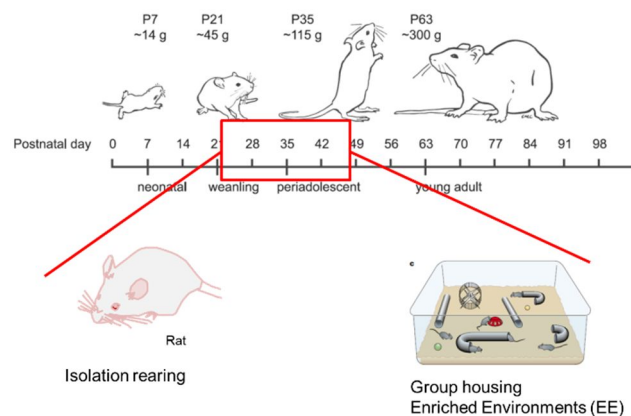 P7 P21 P35 P63
~14 g ~45 g ~115 g ~300 g
Postnatal day 0 7 14 21 28 35 42 49 56 63 70 77 84 91 98
neonatal weanling periadolescent young adult
c
Rat
Isolation rearing
Group housing
Enriched Environments (EE)